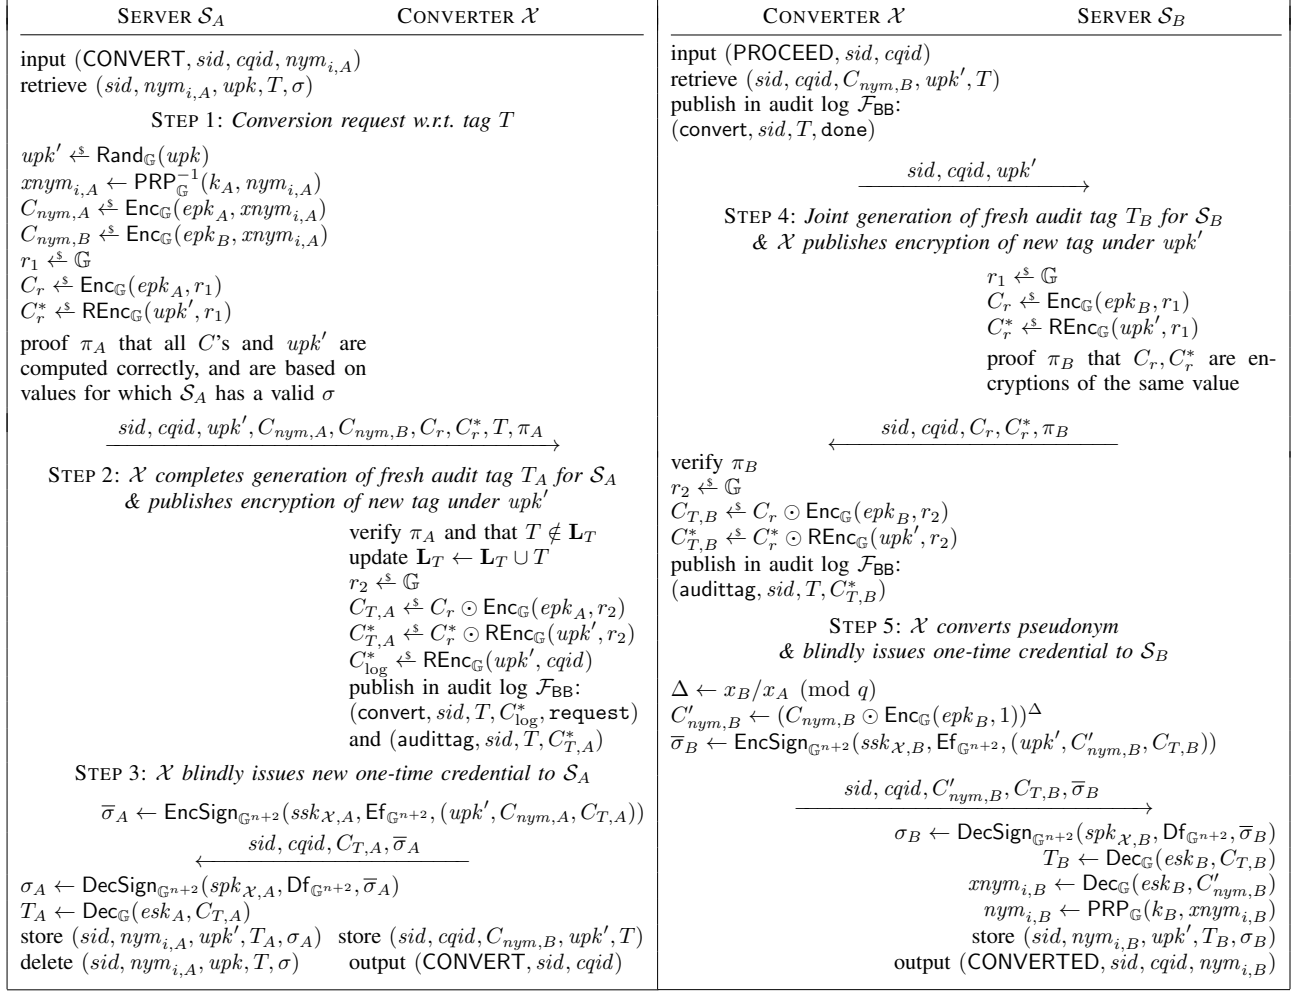 SERVER 𝒮_A CONVERTER 𝒳
input (CONVERT, sid, cqid, nym_{i,A})
retrieve (sid, nym_{i,A}, upk, T, σ)
STEP 1: Conversion request w.r.t. tag T
upk′ ←$ Rand_𝔾(upk)
xnym_{i,A} ← PRP_𝔾^{−1}(k_A, nym_{i,A})
C_{nym,A} ←$ Enc_𝔾(epk_A, xnym_{i,A})
C_{nym,B} ←$ Enc_𝔾(epk_B, xnym_{i,A})
r_1 ←$ 𝔾
C_r ←$ Enc_𝔾(epk_A, r_1)
C_r^* ←$ REnc_𝔾(upk′, r_1)
proof π_A that all C's and upk′ are
computed correctly, and are based on
values for which 𝒮_A has a valid σ
sid, cqid, upk′, C_{nym,A}, C_{nym,B}, C_r, C_r^*, T, π_A
STEP 2: 𝒳 completes generation of fresh audit tag T_A for 𝒮_A
& publishes encryption of new tag under upk′
verify π_A and that T ∉ 𝐋_T
update 𝐋_T ← 𝐋_T ∪ T
r_2 ←$ 𝔾
C_{T,A} ←$ C_r ⊙ Enc_𝔾(epk_A, r_2)
C_{T,A}^* ←$ C_r^* ⊙ REnc_𝔾(upk′, r_2)
C_{log}^* ←$ REnc_𝔾(upk′, cqid)
publish in audit log ℱ_BB:
(convert, sid, T, C_{log}^*, request)
and (audittag, sid, T, C_{T,A}^*)
STEP 3: 𝒳 blindly issues new one-time credential to 𝒮_A
σ̅_A ← EncSign_{𝔾^{n+2}}(ssk_{𝒳,A}, Ef_{𝔾^{n+2}}, (upk′, C_{nym,A}, C_{T,A}))
sid, cqid, C_{T,A}, σ̅_A
σ_A ← DecSign_{𝔾^{n+2}}(spk_{𝒳,A}, Df_{𝔾^{n+2}}, σ̅_A)
T_A ← Dec_𝔾(esk_A, C_{T,A})
store (sid, nym_{i,A}, upk′, T_A, σ_A) store (sid, cqid, C_{nym,B}, upk′, T)
delete (sid, nym_{i,A}, upk, T, σ) output (CONVERT, sid, cqid)
CONVERTER 𝒳 SERVER 𝒮_B
input (PROCEED, sid, cqid)
retrieve (sid, cqid, C_{nym,B}, upk′, T)
publish in audit log ℱ_BB:
(convert, sid, T, done)
sid, cqid, upk′
STEP 4: Joint generation of fresh audit tag T_B for 𝒮_B
& 𝒳 publishes encryption of new tag under upk′
r_1 ←$ 𝔾
C_r ←$ Enc_𝔾(epk_B, r_1)
C_r^* ←$ REnc_𝔾(upk′, r_1)
proof π_B that C_r, C_r^* are en-
cryptions of the same value
sid, cqid, C_r, C_r^*, π_B
verify π_B
r_2 ←$ 𝔾
C_{T,B} ←$ C_r ⊙ Enc_𝔾(epk_B, r_2)
C_{T,B}^* ←$ C_r^* ⊙ REnc_𝔾(upk′, r_2)
publish in audit log ℱ_BB:
(audittag, sid, T, C_{T,B}^*)
STEP 5: 𝒳 converts pseudonym
& blindly issues one-time credential to 𝒮_B
Δ ← x_B/x_A (mod q)
C′_{nym,B} ← (C_{nym,B} ⊙ Enc_𝔾(epk_B, 1))^Δ
σ̅_B ← EncSign_{𝔾^{n+2}}(ssk_{𝒳,B}, Ef_{𝔾^{n+2}}, (upk′, C′_{nym,B}, C_{T,B}))
sid, cqid, C′_{nym,B}, C_{T,B}, σ̅_B
σ_B ← DecSign_{𝔾^{n+2}}(spk_{𝒳,B}, Df_{𝔾^{n+2}}, σ̅_B)
T_B ← Dec_𝔾(esk_B, C_{T,B})
xnym_{i,B} ← Dec_𝔾(esk_B, C′_{nym,B})
nym_{i,B} ← PRP_𝔾(k_B, xnym_{i,B})
store (sid, nym_{i,B}, upk′, T_B, σ_B)
output (CONVERTED, sid, cqid, nym_{i,B})